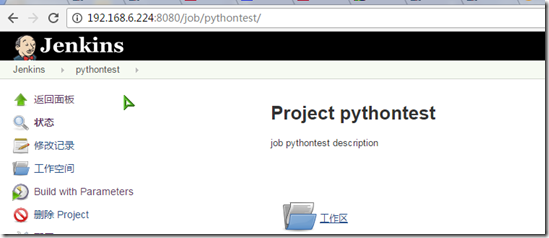 192.168.6.224:8080/job/pythontest/
Jenkins
Jenkins pythontest
返回面板
状态
修改记录
工作空间
Build with Parameters
删除 Project
Project pythontest
job pythontest description
工作区